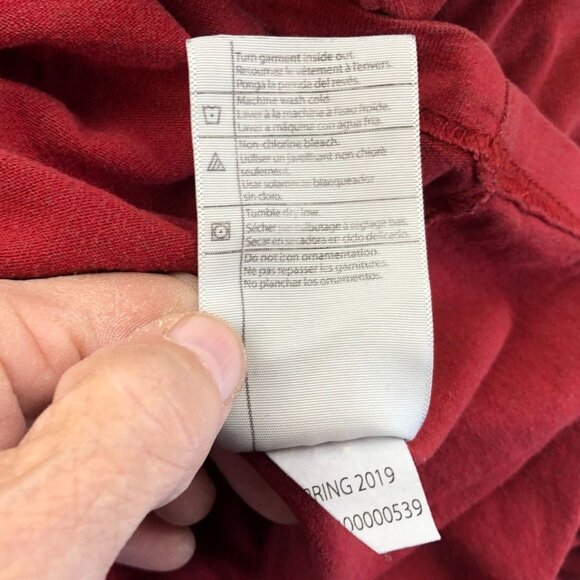 Turn garment inside out.
Retournez le vêtement à l'envers.
Ponga la prenda del revés.
Machine wash cold.
Laver à la machine à l'eau froide.
Lavar a máquina con agua fría.
Non-chlorine bleach.
Utiliser un javellisant non chloré
seulement.
Usar solamente blanqueador
sin cloro.
Tumble dry low.
Sécher par culbutage à réglage bas.
Secar en secadora en ciclo delicado.
Do not iron ornamentation.
Ne pas repasser les garnitures.
No planchar los ornamentos.
RING 2019
00000539